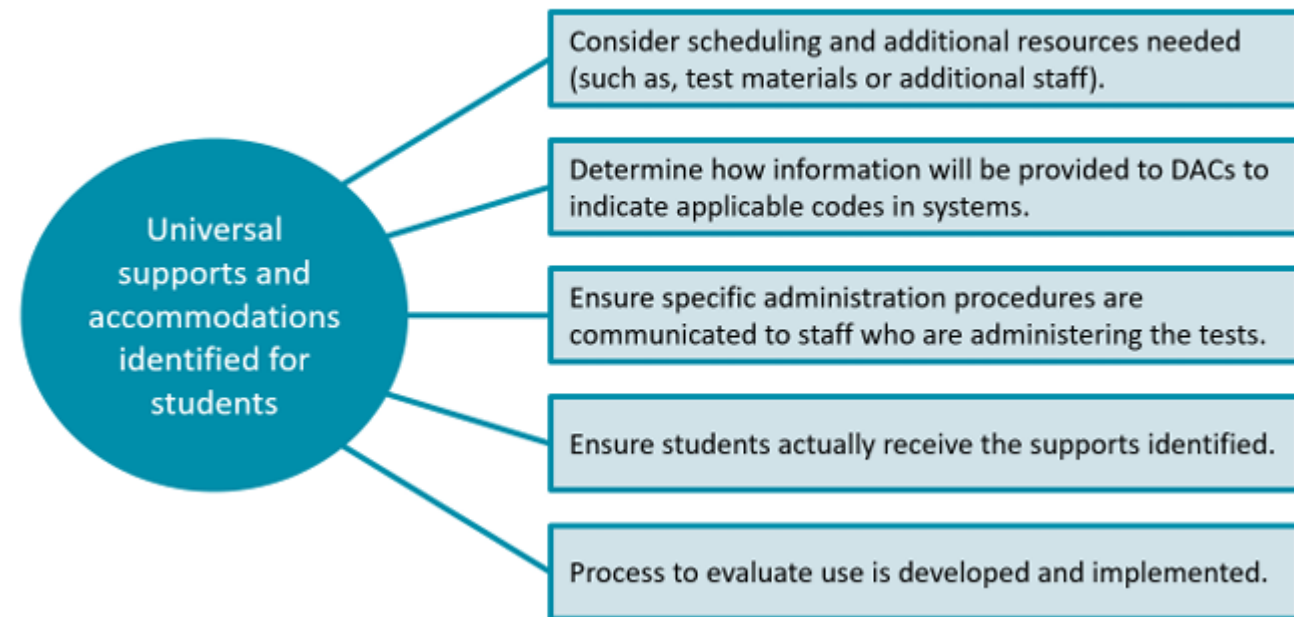 Universal
supports and
accommodations
identified for
students
Consider scheduling and additional resources needed
(such as, test materials or additional staff).
Determine how information will be provided to DACs to
indicate applicable codes in systems.
Ensure specific administration procedures are
communicated to staff who are administering the tests.
Ensure students actually receive the supports identified.
Process to evaluate use is developed and implemented.